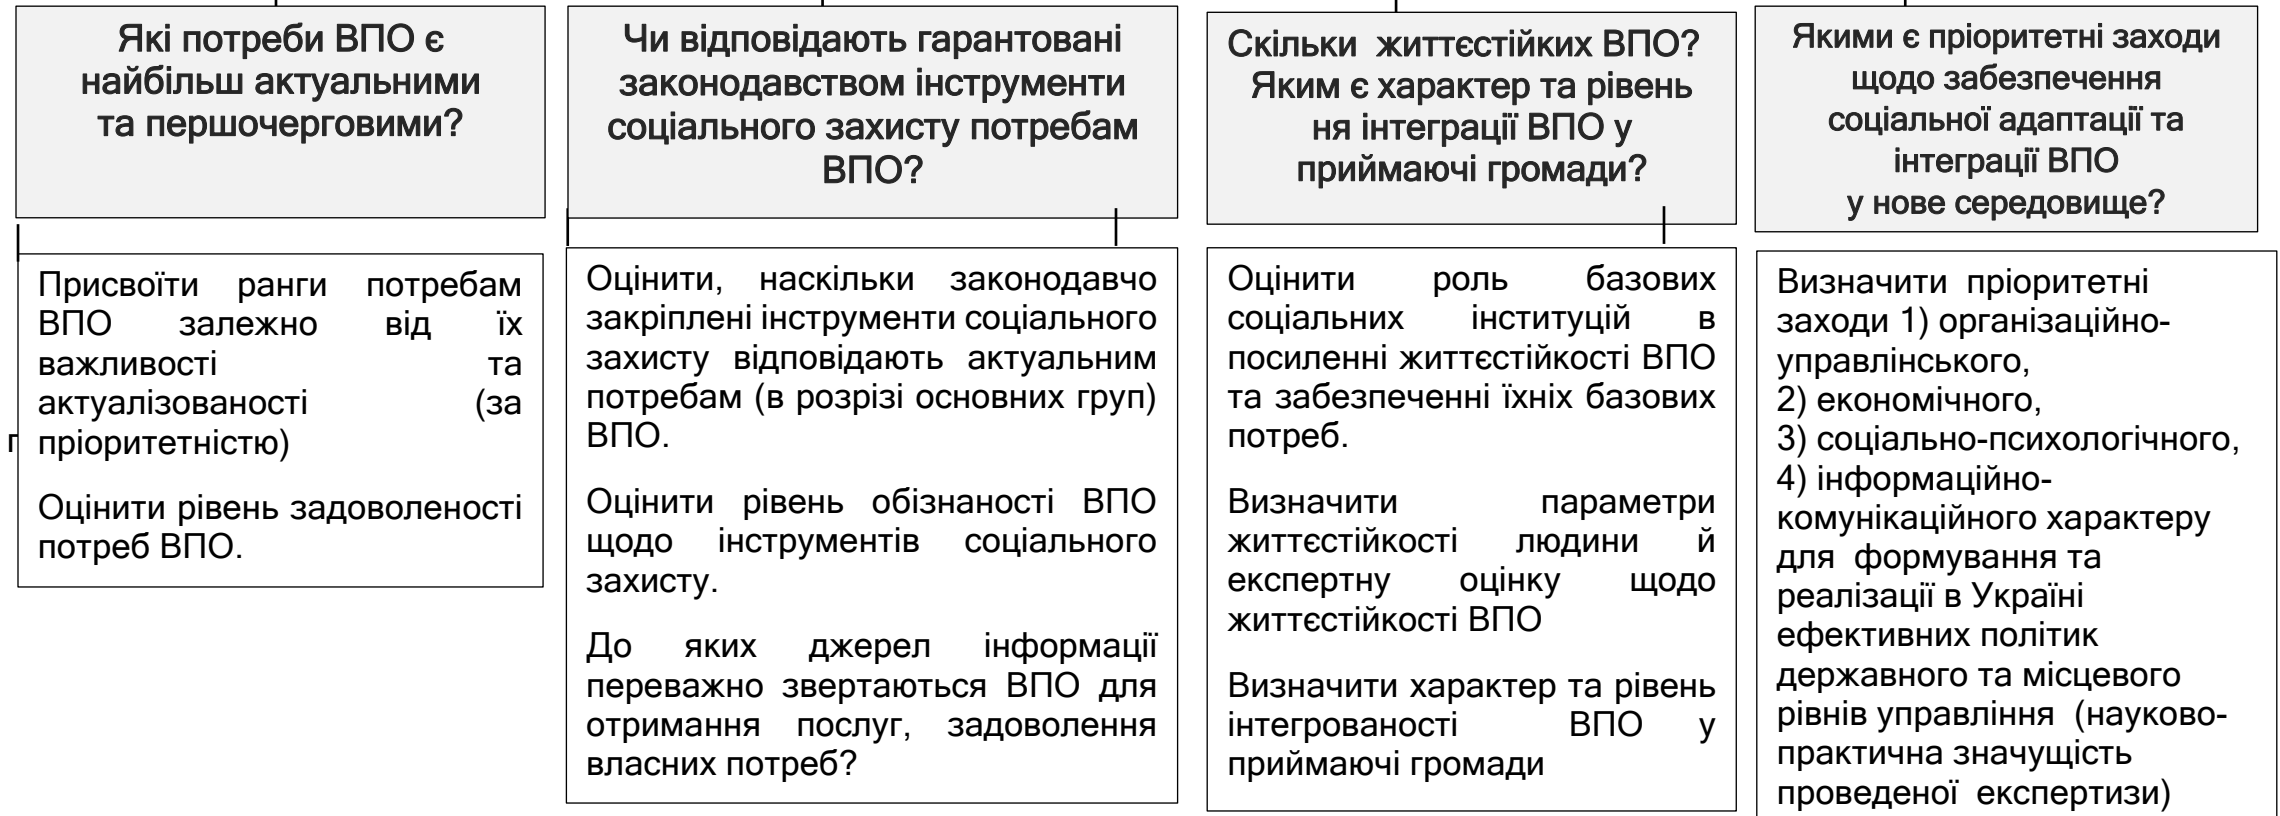 Які потреби ВПО є
найбільш актуальними
та першочерговими?
Чи відповідають гарантовані
законодавством інструменти
соціального захисту потребам
ВПО?
Скільки життєстійких ВПО?
Яким є характер та рівень
ня інтеграції ВПО у
приймаючі громади?
Якими є пріоритетні заходи
щодо забезпечення
соціальної адаптації та
інтеграції ВПО
у нове середовище?
Присвоїти ранги потребам
ВПО залежно від їх
важливості та
актуалізованості (за
пріоритетністю)
Оцінити рівень задоволеності
потреб ВПО.
Оцінити, наскільки законодавчо
закріплені інструменти соціального
захисту відповідають актуальним
потребам (в розрізі основних груп)
ВПО.
Оцінити рівень обізнаності ВПО
щодо інструментів соціального
захисту.
До яких джерел інформації
переважно звертаються ВПО для
отримання послуг, задоволення
власних потреб?
Оцінити роль базових
соціальних інституцій в
посиленні життєстійкості ВПО
та забезпеченні їхніх базових
потреб.
Визначити параметри
життєстійкості людини й
експертну оцінку щодо
життєстійкості ВПО
Визначити характер та рівень
інтегрованості ВПО у
приймаючі громади
Визначити пріоритетні
заходи 1) організаційно-
управлінського,
2) економічного,
3) соціально-психологічного,
4) інформаційно-
комунікаційного характеру
для формування та
реалізації в Україні
ефективних політик
державного та місцевого
рівнів управління (науково-
практична значущість
проведеної експертизи)